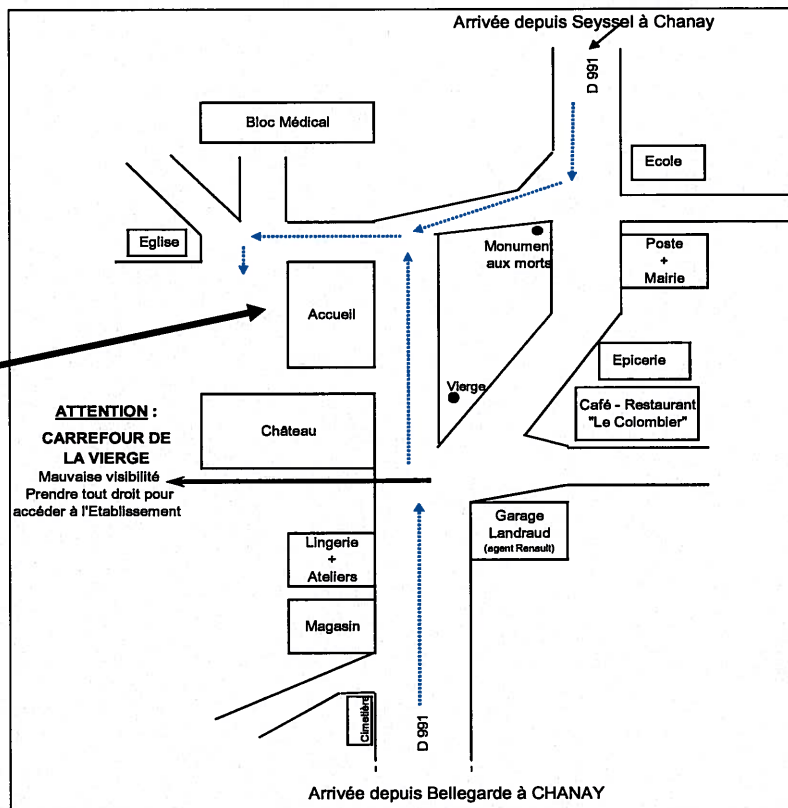 Arrivée depuis Seyssel à Chanay
D 991
Bloc Médical
Ecole
Eglise
Monument
aux morts
Poste
+
Mairie
Accueil
Epicerie
Vierge
Café - Restaurant
"Le Colombier"
ATTENTION :
CARREFOUR DE
LA VIERGE
Mauvaise visibilité
Prendre tout droit pour
accéder à l'Etablissement
Château
Garage
Landraud
(agent Renault)
Lingerie
+
Ateliers
Magasin
Cimetière
D 991
Arrivée depuis Bellegarde à CHANAY